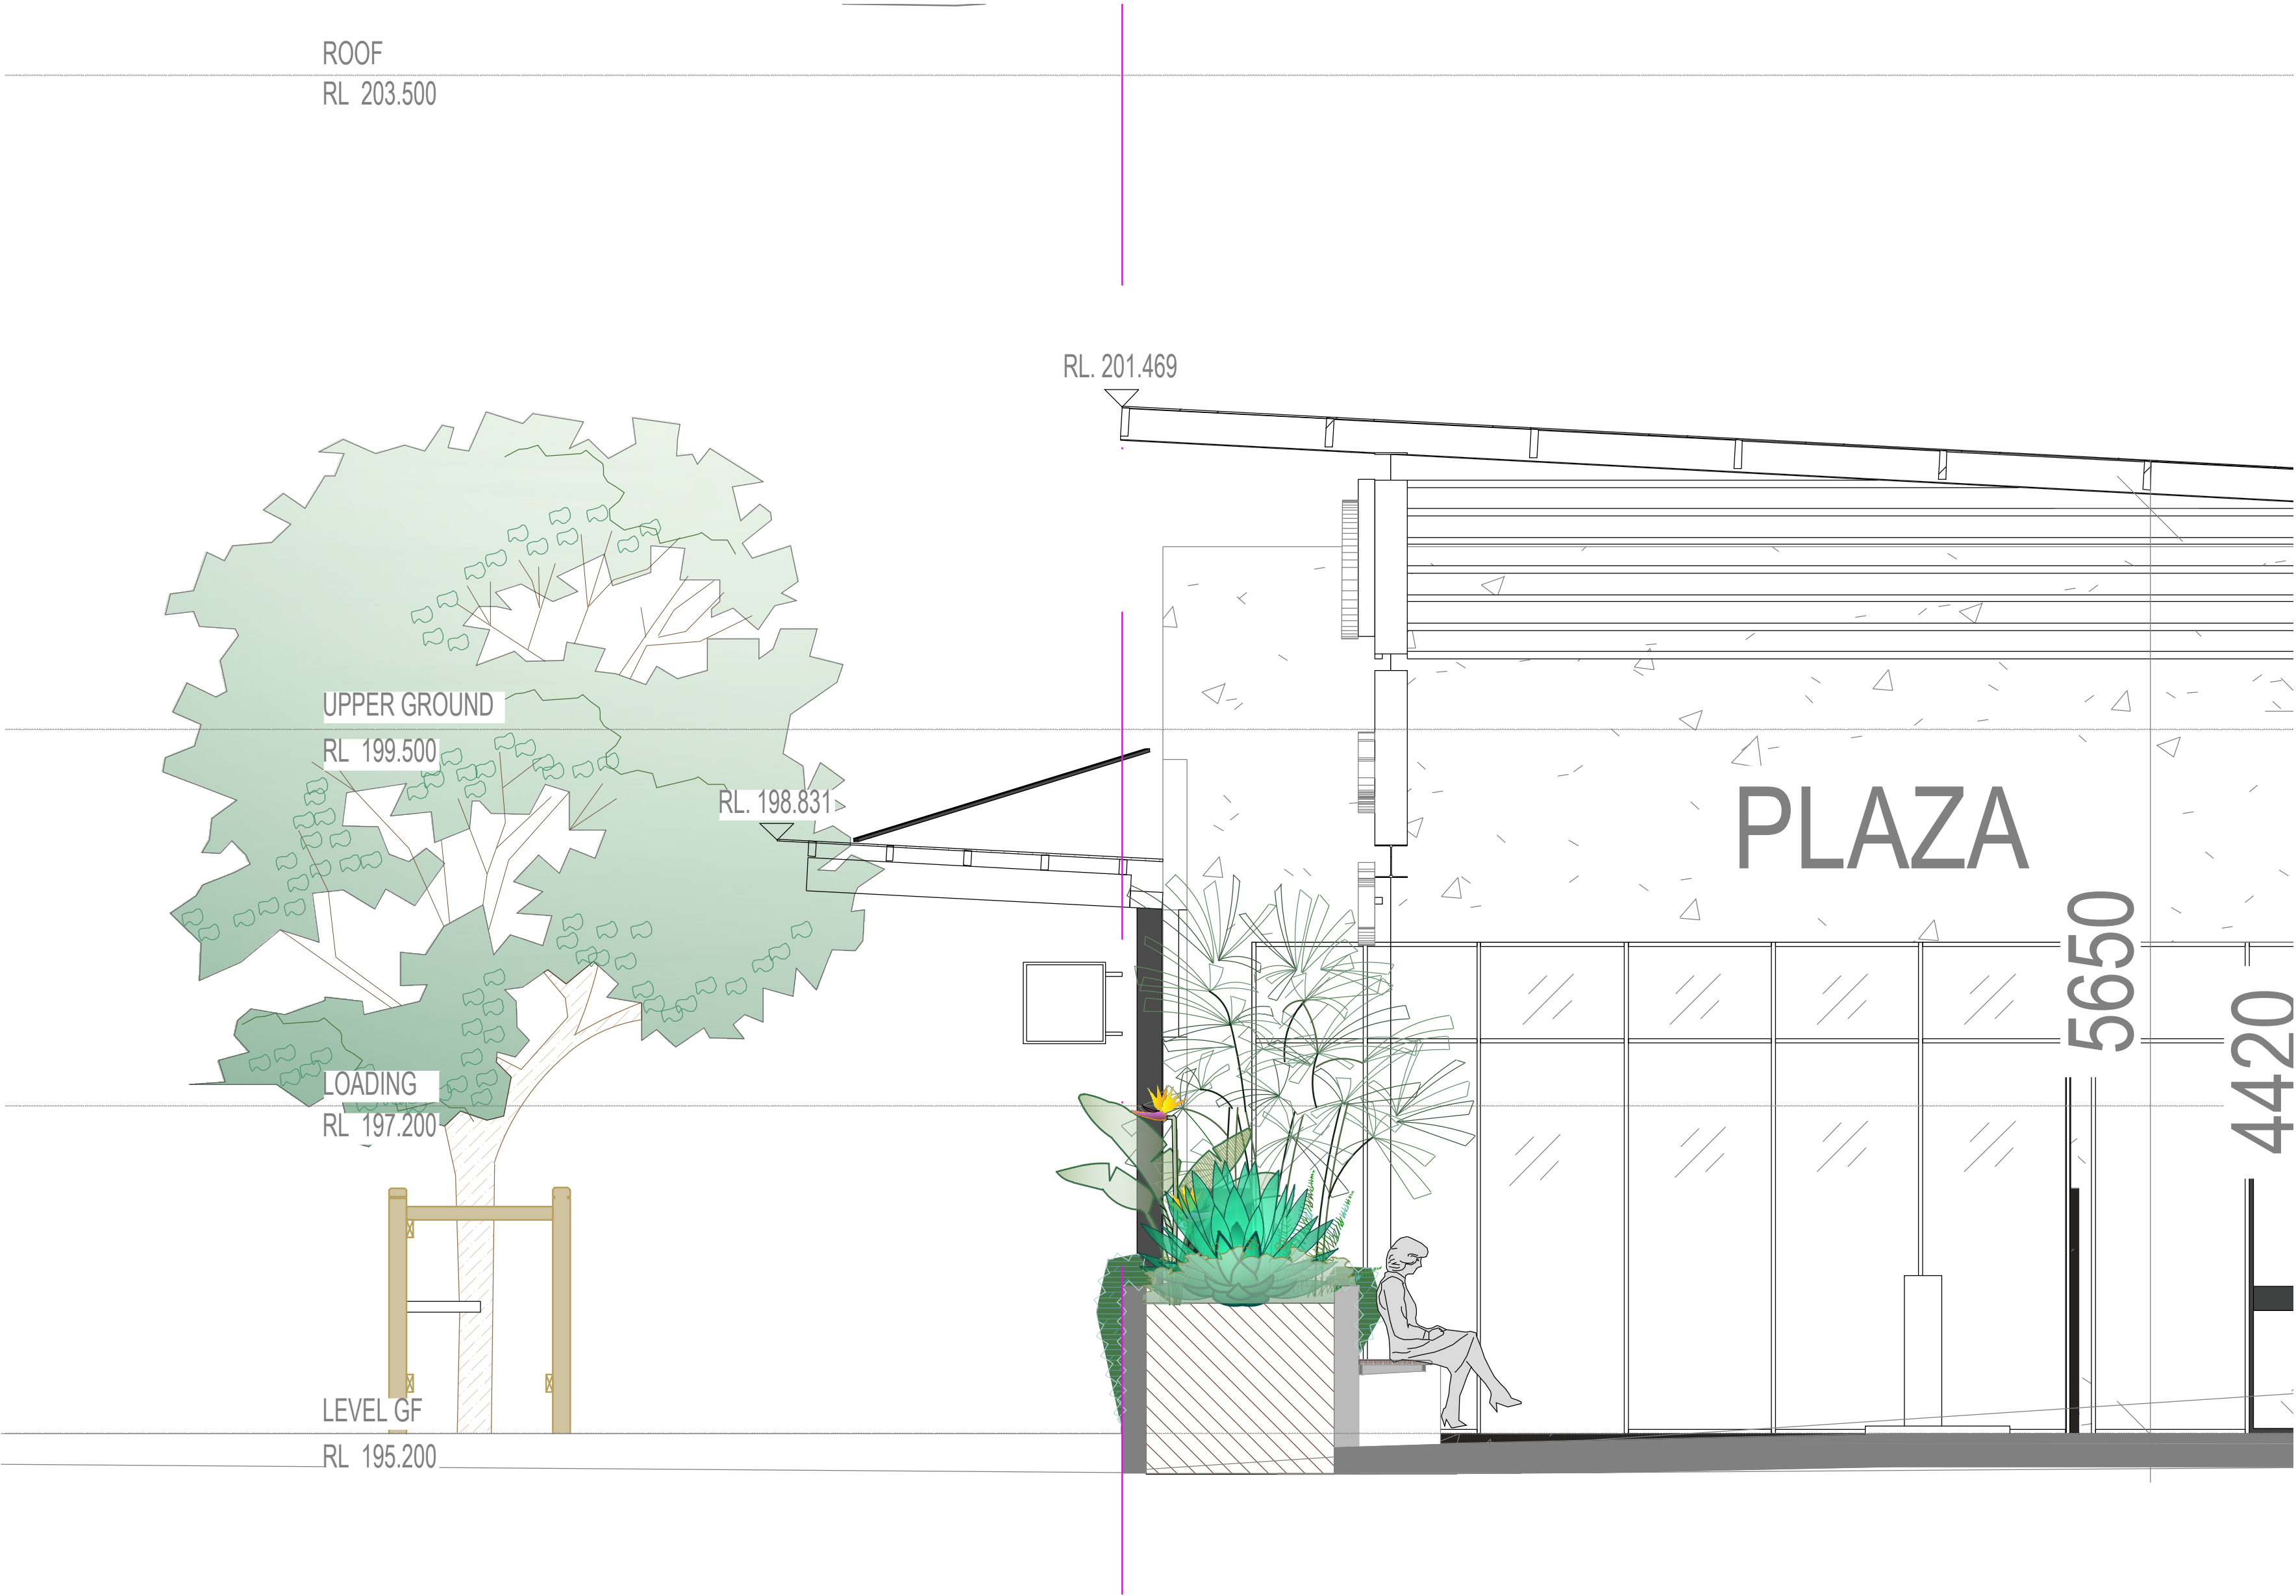 ROOF
RL 203.500
RL. 201.469
UPPER GROUND
RL 199.500
RL. 198.831
PLAZA
5650
4420
LOADING
RL 197.200
LEVEL GF
RL 195.200